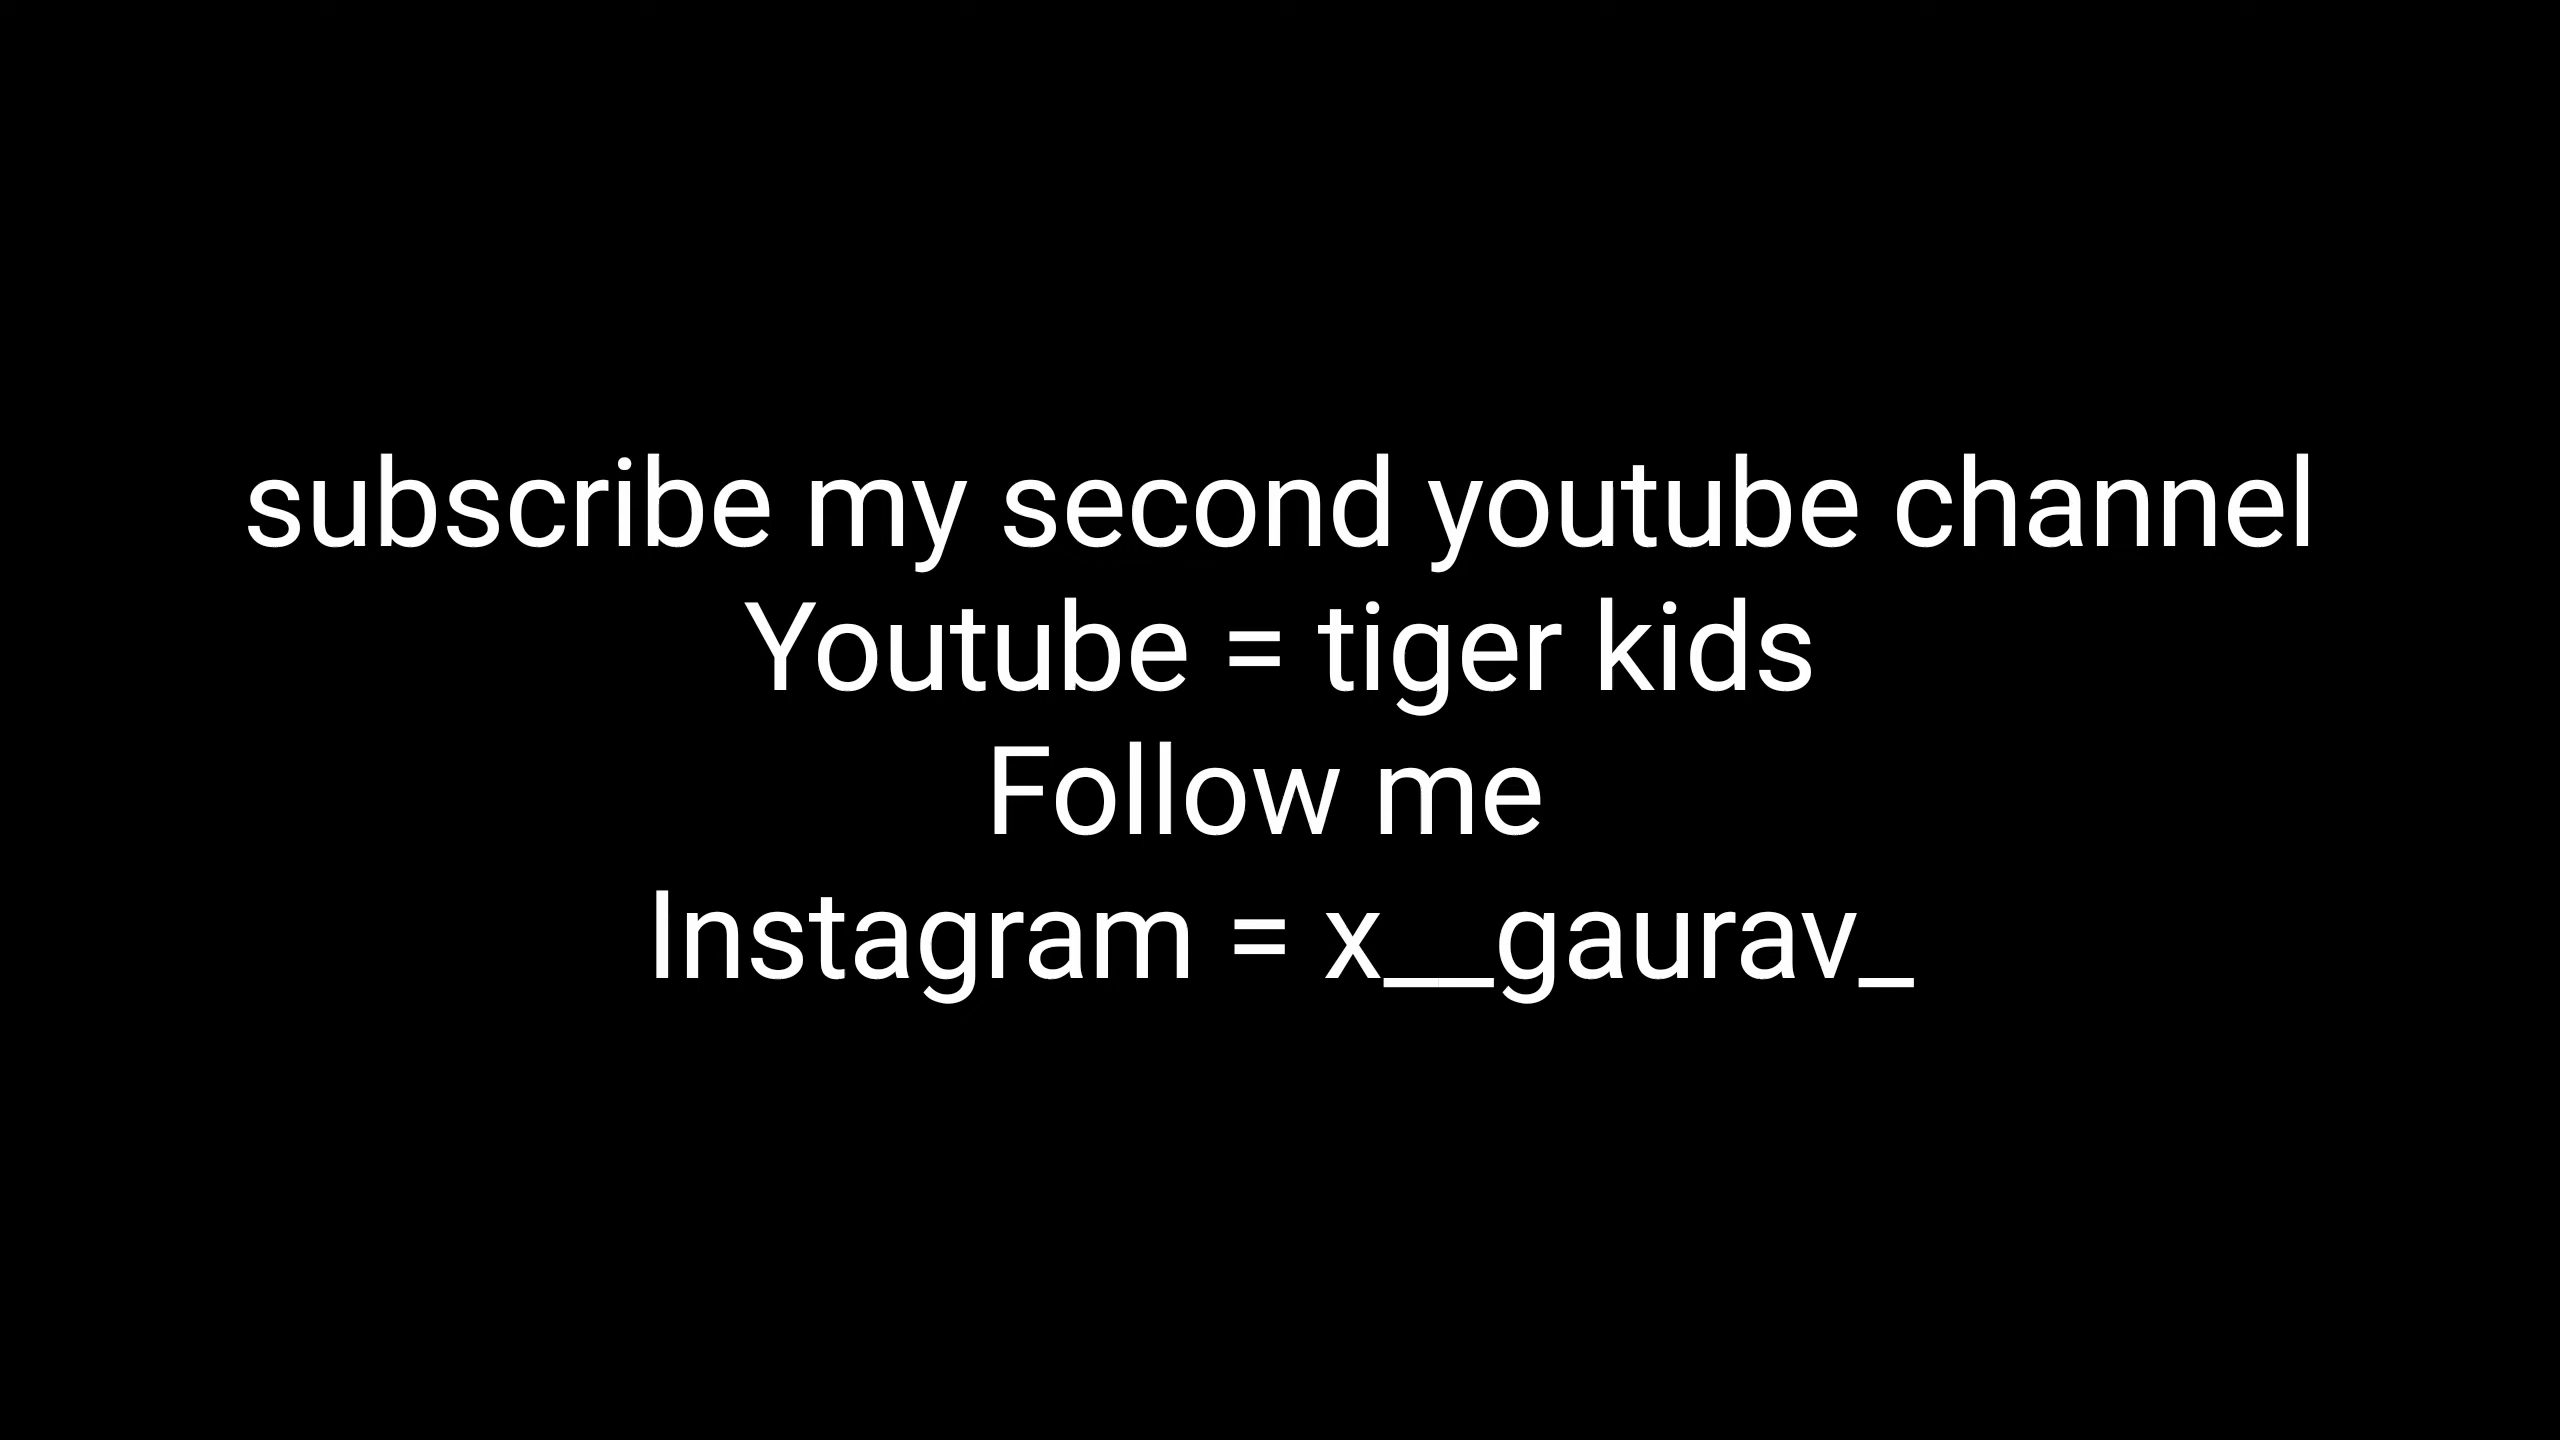 subscribe my second youtube channel
Youtube = tiger kids
Follow me
Instagram = x__gaurav_